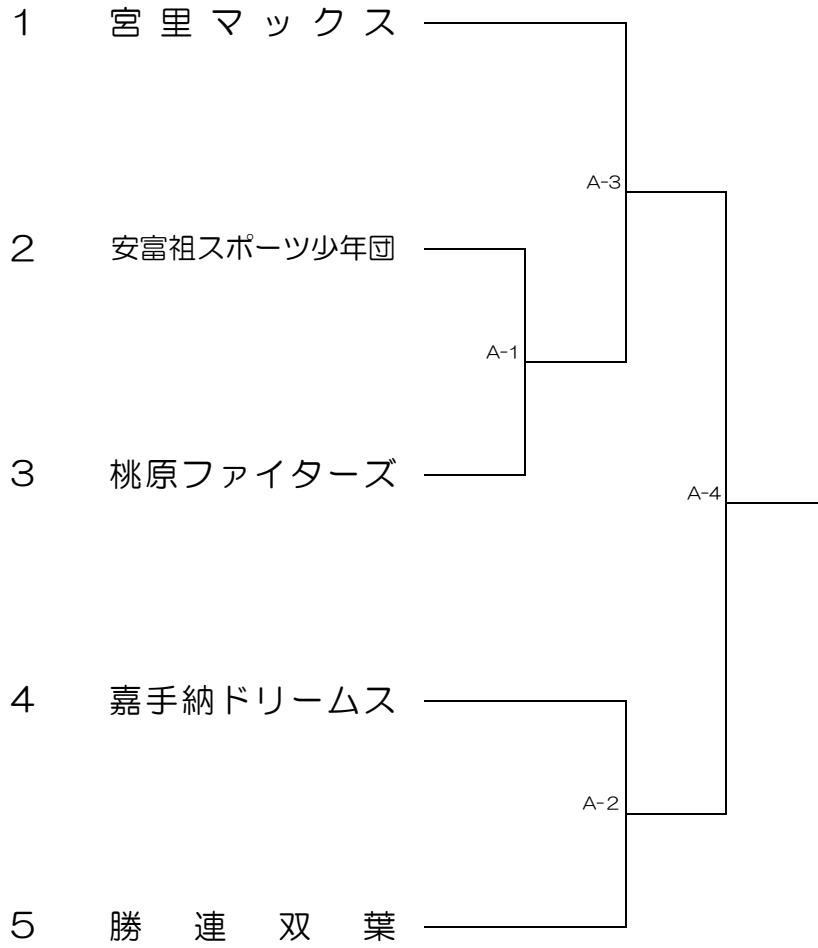 1 宮里マックス
A-3
2 安富祖スポーツ少年団
A-1
3 桃原ファイターズ
A-4
4 嘉手納ドリームス
A-2
5 勝連双葉